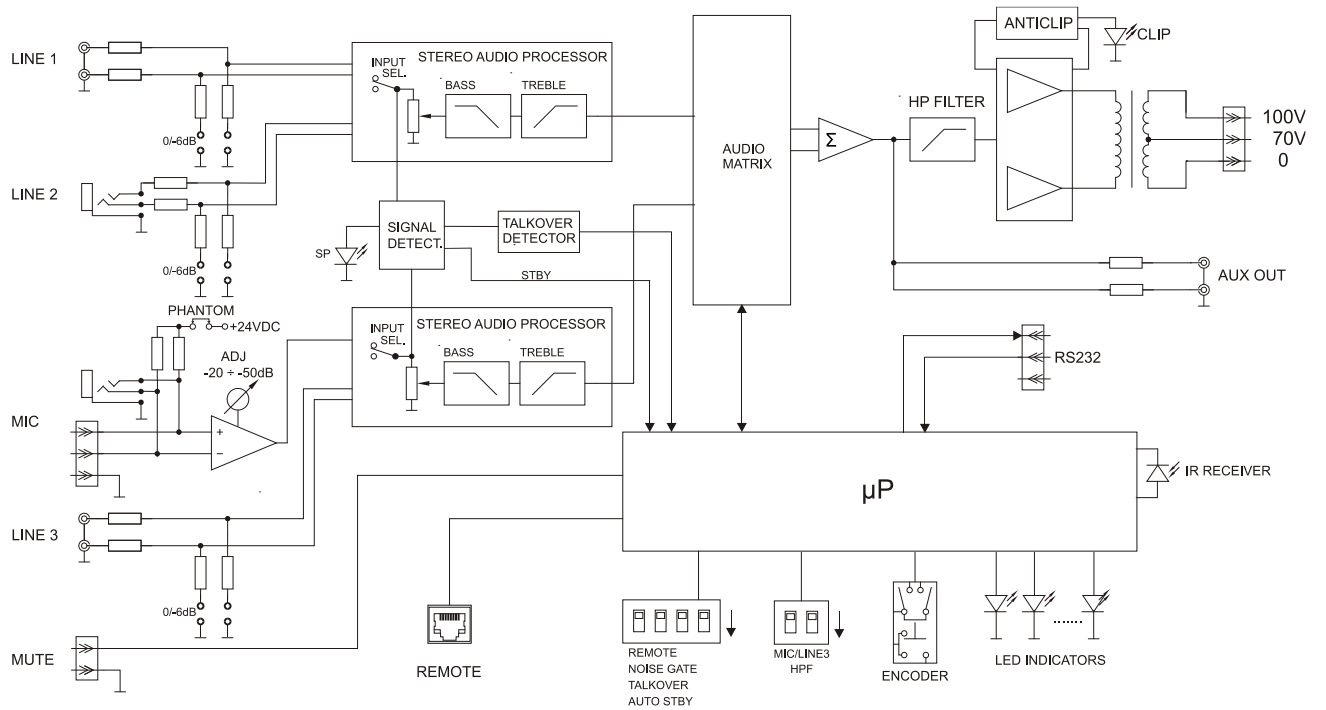 ANTICLIP
CLIP
LINE 1
STEREO AUDIO PROCESSOR
INPUT
SEL.
BASS
TREBLE
HP FILTER
100V
70V
0
Σ
AUDIO
MATRIX
0/-6dB
LINE 2
SIGNAL
DETECT.
TALKOVER
DETECTOR
SP
STBY
0/-6dB
AUX OUT
PHANTOM
+24VDC
STEREO AUDIO PROCESSOR
INPUT
SEL.
BASS
TREBLE
ADJ
-20 ÷ -50dB
RS232
MIC
+
−
µP
IR RECEIVER
LINE 3
0/-6dB
MUTE
REMOTE
REMOTE
NOISE GATE
TALKOVER
AUTO STBY
MIC/LINE3
HPF
ENCODER
.......
LED INDICATORS